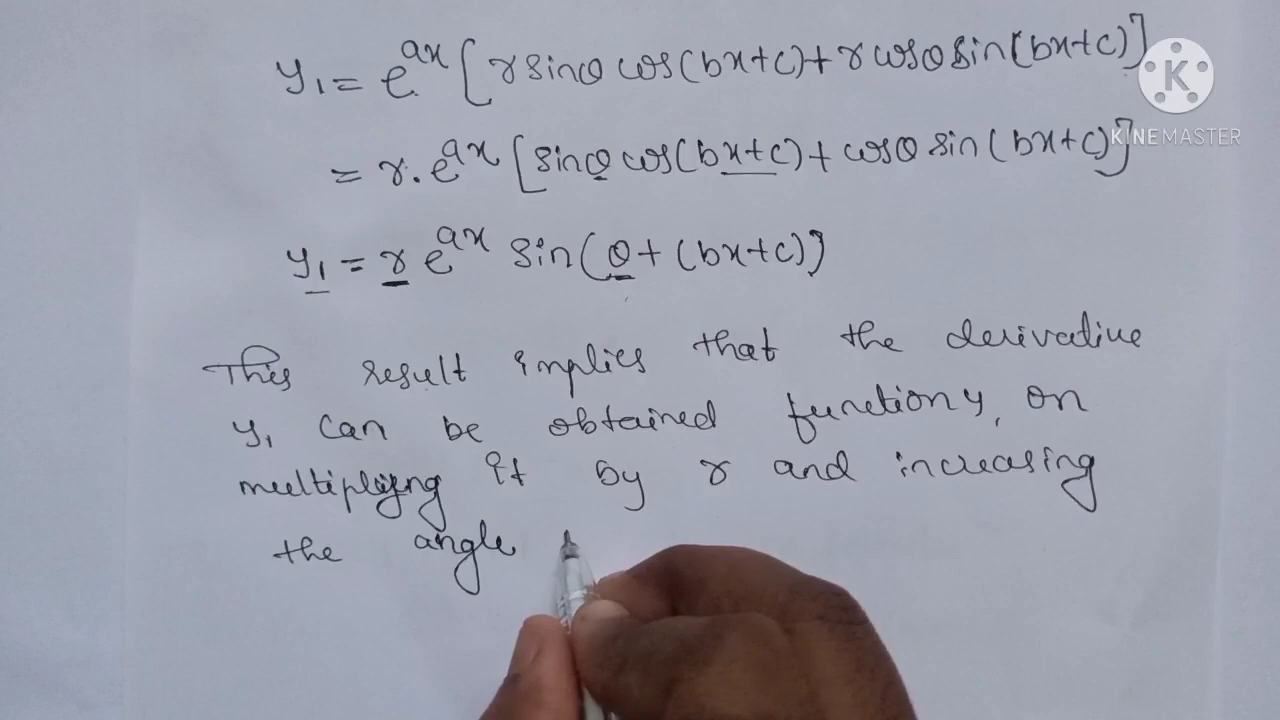 y₁ = e^{ax} [r sinθ cos(bx+c) + r cosθ sin(bx+c)]
= r. e^{ax} [sinθ cos(bx+c) + cosθ sin(bx+c)]
y₁ = r e^{ax} sin(θ + (bx+c))
This result implies that the derivative
y₁ can be obtained function y, on
multiplying it by r and increasing
the angle
K
KINEMASTER